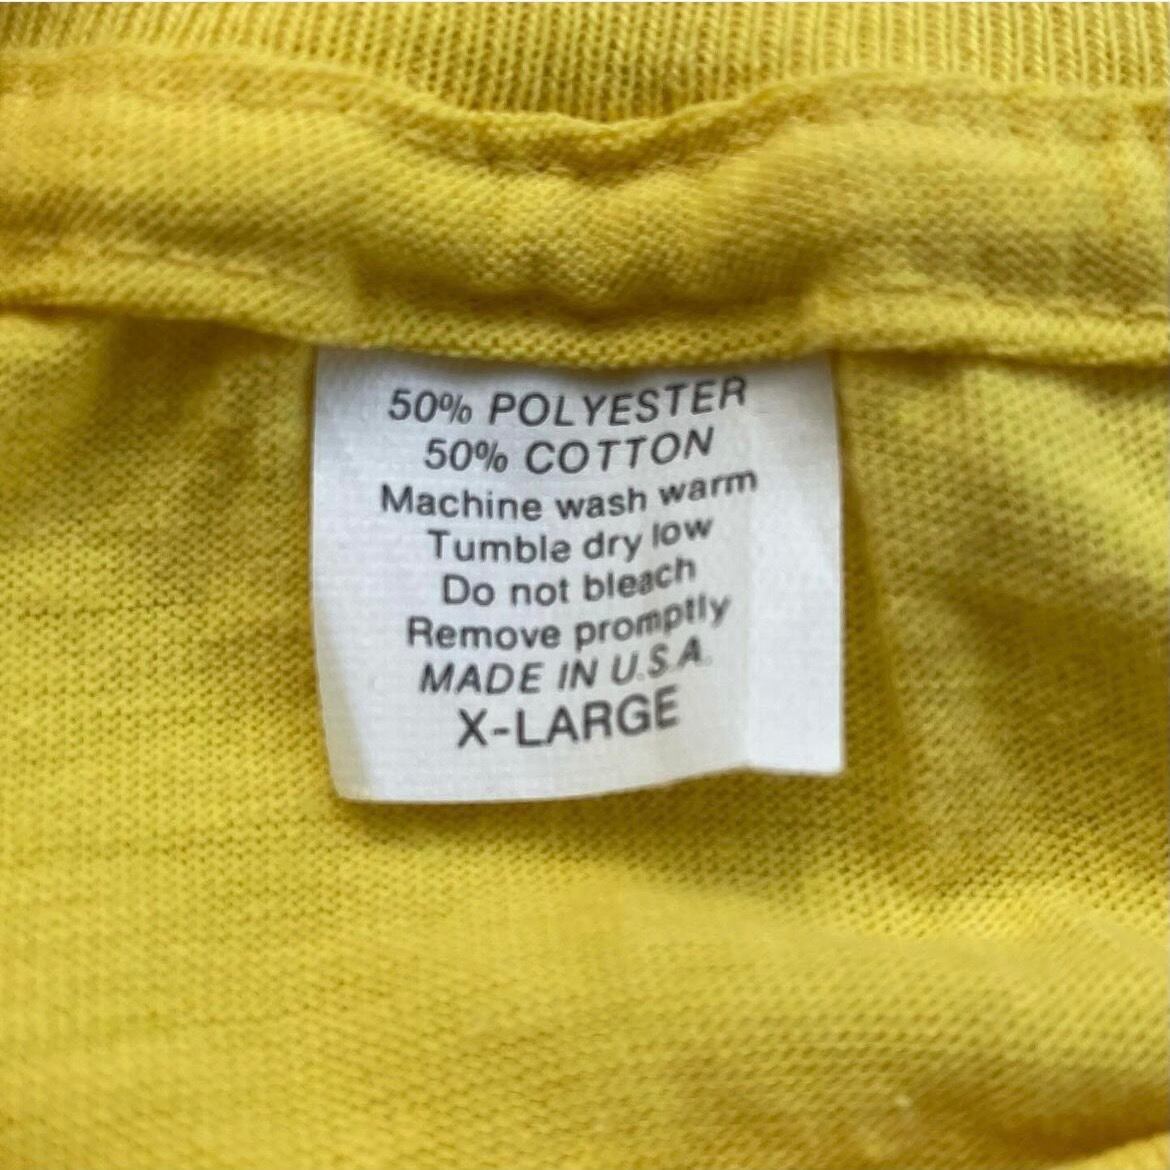 50% POLYESTER
50% COTTON
Machine wash warm
Tumble dry low
Do not bleach
Remove promptly
MADE IN U.S.A.
X-LARGE